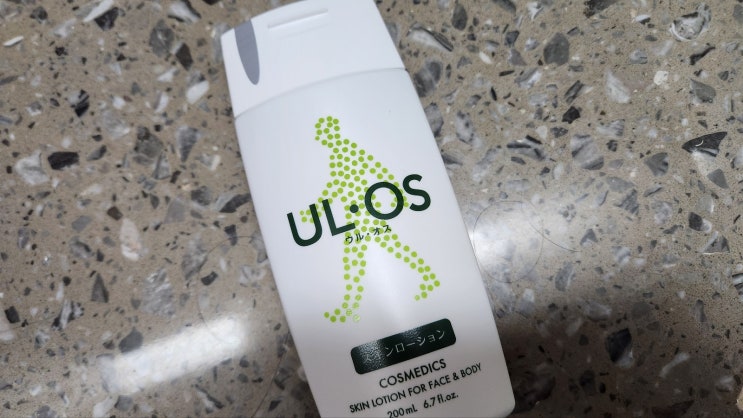 UL·OS
ウル・オス
スキンローション
COSMEDICS
SKIN LOTION FOR FACE & BODY
200mL 6.7fl.oz.